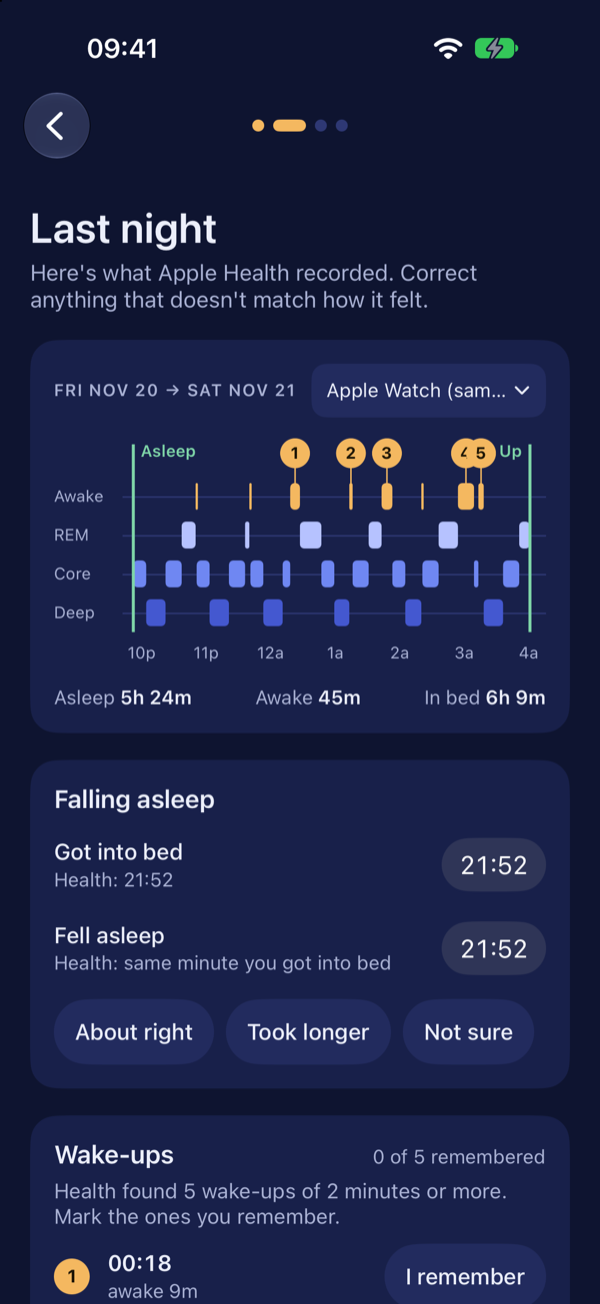 09:41
Last night
Here's what Apple Health recorded. Correct
anything that doesn't match how it felt.
FRI NOV 20 → SAT NOV 21
Apple Watch (sam...
Asleep
1
2
3
4
5
Up
Awake
REM
Core
Deep
10p 11p 12a 1a 2a 3a 4a
Asleep 5h 24m
Awake 45m
In bed 6h 9m
Falling asleep
Got into bed
Health: 21:52
21:52
Fell asleep
Health: same minute you got into bed
21:52
About right
Took longer
Not sure
Wake-ups
0 of 5 remembered
Health found 5 wake-ups of 2 minutes or more.
Mark the ones you remember.
1
00:18
awake 9m
I remember